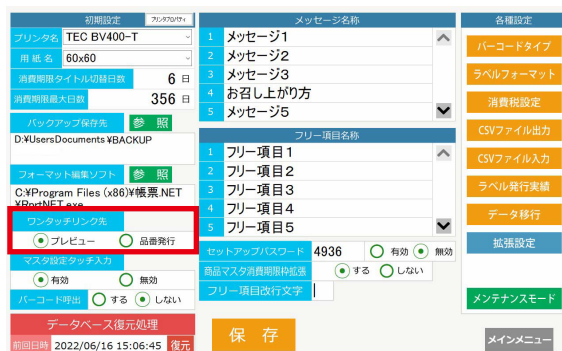 初期設定
プリンタプロパティ
プリンタ名 TEC BV400-T
用 紙 名 60x60
消費期限タイトル切替日数 6 日
消費期限最大日数 356 日
バックアップ保存先 参 照
D:¥UsersDocuments¥BACKUP
フォーマット編集ソフト 参 照
C:¥Program Files (x86)¥帳票.NET
¥RprtNET.exe
ワンタッチリンク先
プレビュー 品番発行
マスタ設定タッチ入力
有効 無効
バーコード呼出 する しない
データベース復元処理
前回日時 2022/06/16 15:06:45 復元
メッセージ名称
1 メッセージ1
2 メッセージ2
3 メッセージ3
4 お召し上がり方
5 メッセージ5
フリー項目名称
1 フリー項目1
2 フリー項目2
3 フリー項目3
4 フリー項目4
5 フリー項目5
セットアップパスワード 4936 有効 無効
商品マスタ消費期限枠拡張 する しない
フリー項目改行文字
保 存
各種設定
バーコードタイプ
ラベルフォーマット
消費税設定
CSVファイル出力
CSVファイル入力
ラベル発行実績
データ移行
拡張設定
メンテナンスモード
メインメニュー